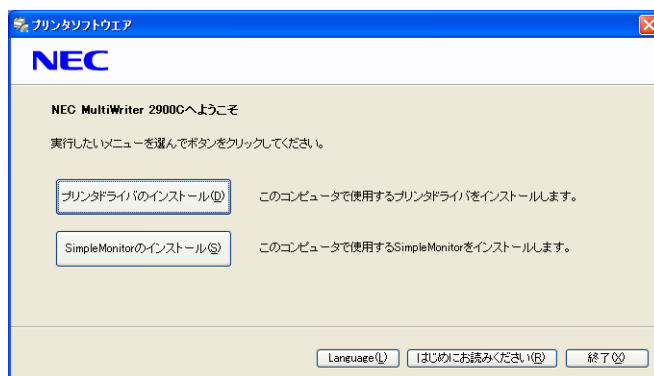 プリンタソフトウエア
NEC
NEC MultiWriter 2900Cへようこそ
実行したいメニューを選んでボタンをクリックしてください。
プリンタドライバのインストール(D) このコンピュータで使用するプリンタドライバをインストールします。
SimpleMonitorのインストール(S) このコンピュータで使用するSimpleMonitorをインストールします。
Language(L) はじめにお読みください(R) 終了(X)